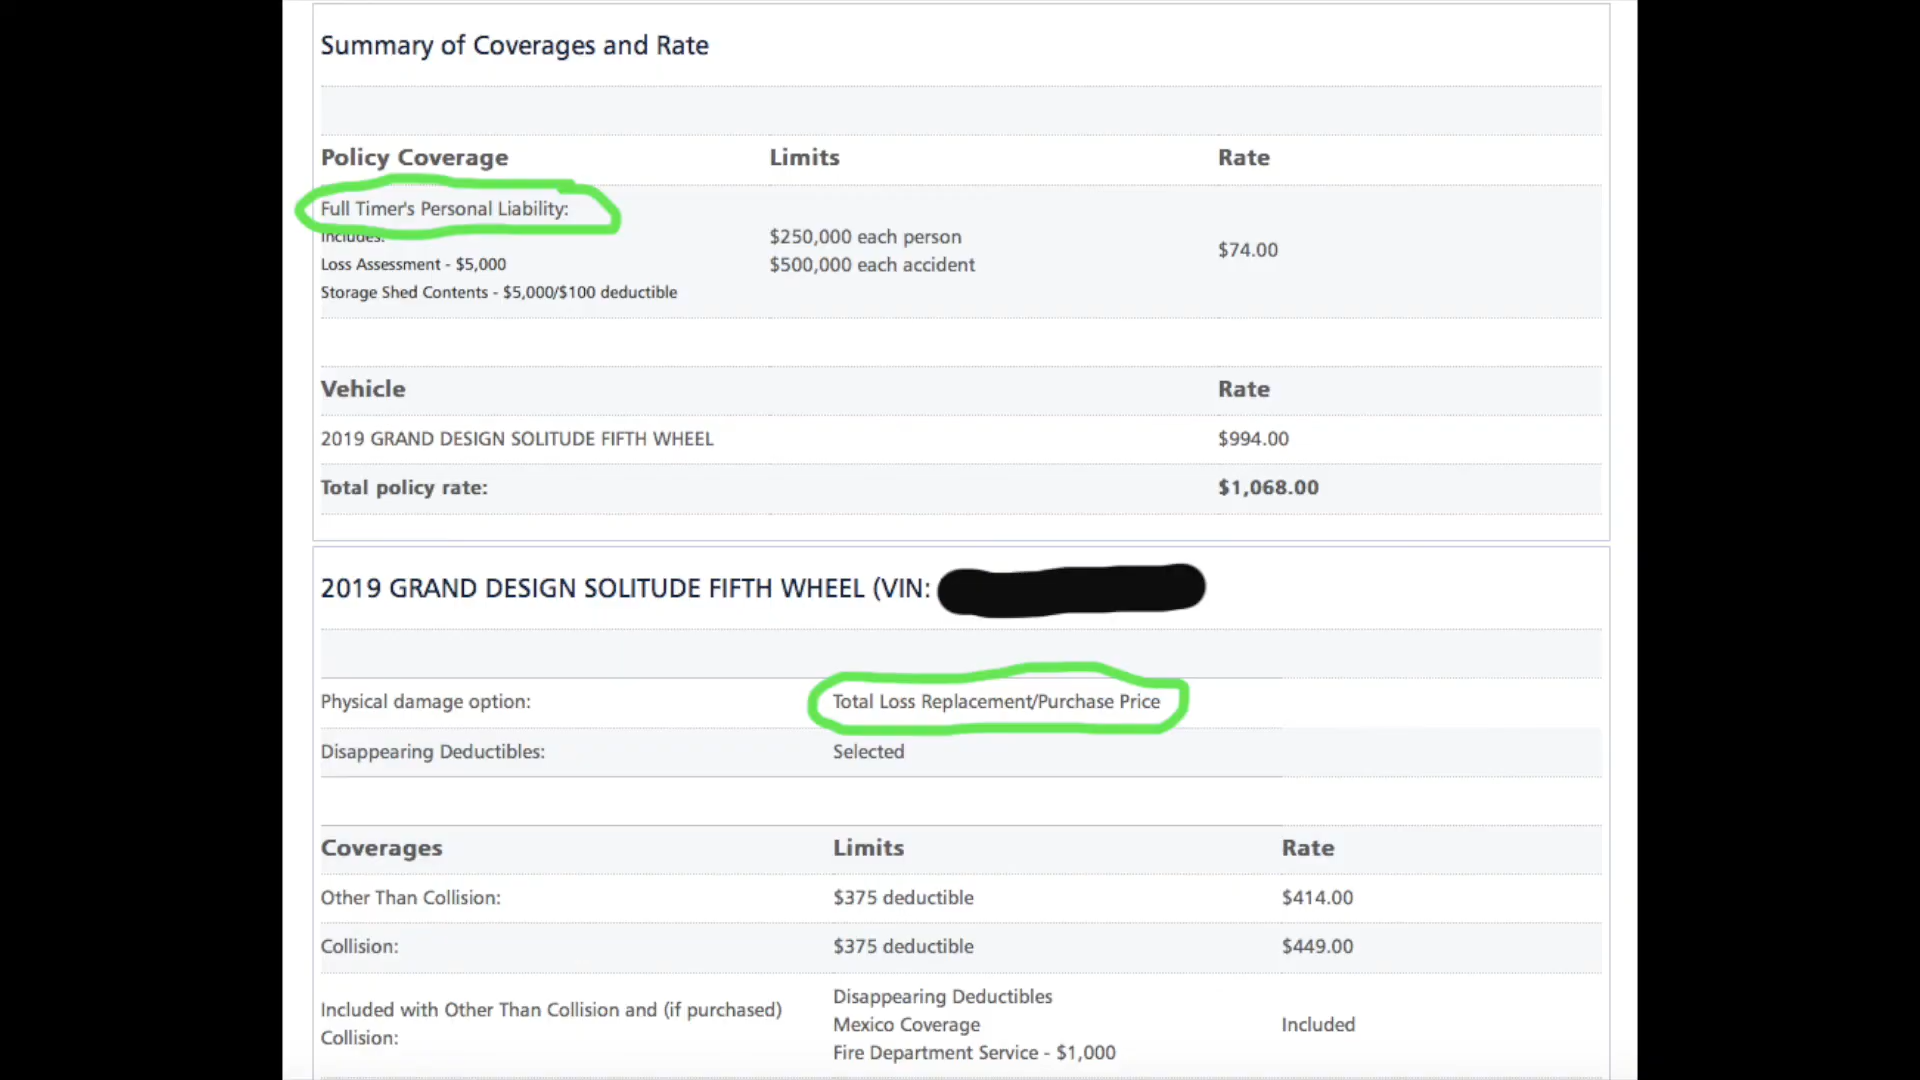 Summary of Coverages and Rate
Policy Coverage Limits Rate
Full Timer's Personal Liability:
Includes:
Loss Assessment - $5,000
Storage Shed Contents - $5,000/$100 deductible
$250,000 each person
$500,000 each accident
$74.00
Vehicle Rate
2019 GRAND DESIGN SOLITUDE FIFTH WHEEL $994.00
Total policy rate: $1,068.00
2019 GRAND DESIGN SOLITUDE FIFTH WHEEL (VIN:
Physical damage option: Total Loss Replacement/Purchase Price
Disappearing Deductibles: Selected
Coverages Limits Rate
Other Than Collision: $375 deductible $414.00
Collision: $375 deductible $449.00
Included with Other Than Collision and (if purchased)
Collision:
Disappearing Deductibles
Mexico Coverage
Fire Department Service - $1,000
Included